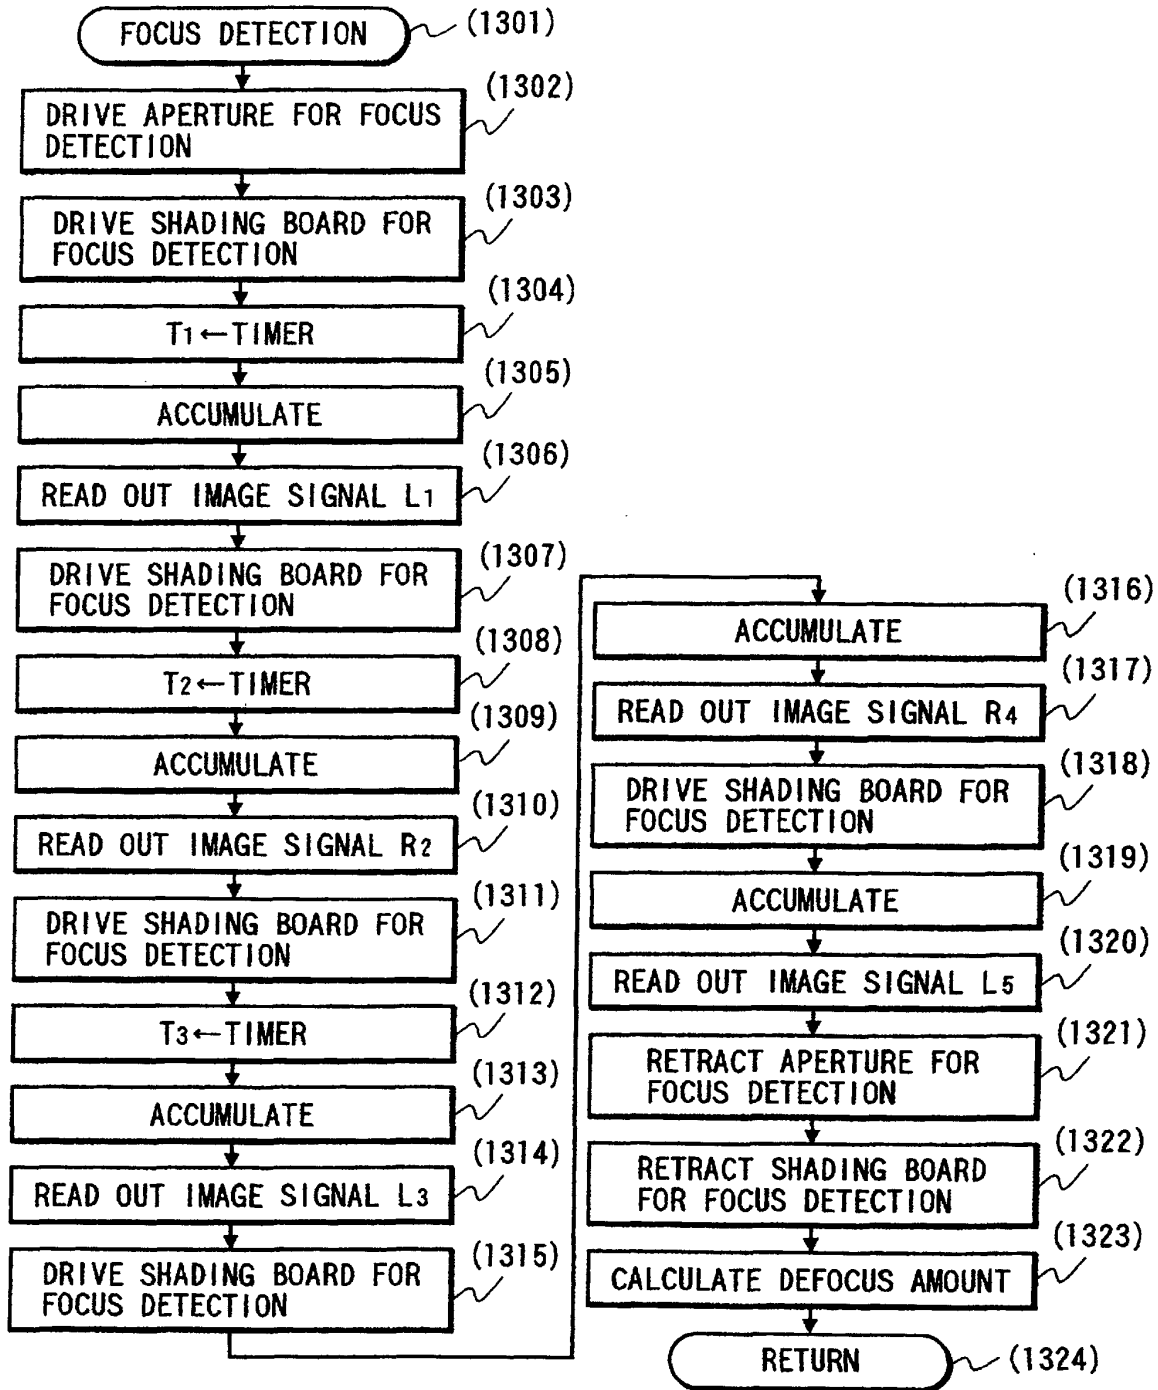 FOCUS DETECTION
(1301)
(1302)
DRIVE APERTURE FOR FOCUS
DETECTION
(1303)
DRIVE SHADING BOARD FOR
FOCUS DETECTION
(1304)
T1←TIMER
(1305)
ACCUMULATE
(1306)
READ OUT IMAGE SIGNAL L1
(1307)
DRIVE SHADING BOARD FOR
FOCUS DETECTION
(1308)
T2←TIMER
(1309)
ACCUMULATE
(1310)
READ OUT IMAGE SIGNAL R2
(1311)
DRIVE SHADING BOARD FOR
FOCUS DETECTION
(1312)
T3←TIMER
(1313)
ACCUMULATE
(1314)
READ OUT IMAGE SIGNAL L3
(1315)
DRIVE SHADING BOARD FOR
FOCUS DETECTION
(1316)
ACCUMULATE
(1317)
READ OUT IMAGE SIGNAL R4
(1318)
DRIVE SHADING BOARD FOR
FOCUS DETECTION
(1319)
ACCUMULATE
(1320)
READ OUT IMAGE SIGNAL L5
(1321)
RETRACT APERTURE FOR
FOCUS DETECTION
(1322)
RETRACT SHADING BOARD
FOR FOCUS DETECTION
(1323)
CALCULATE DEFOCUS AMOUNT
RETURN
(1324)